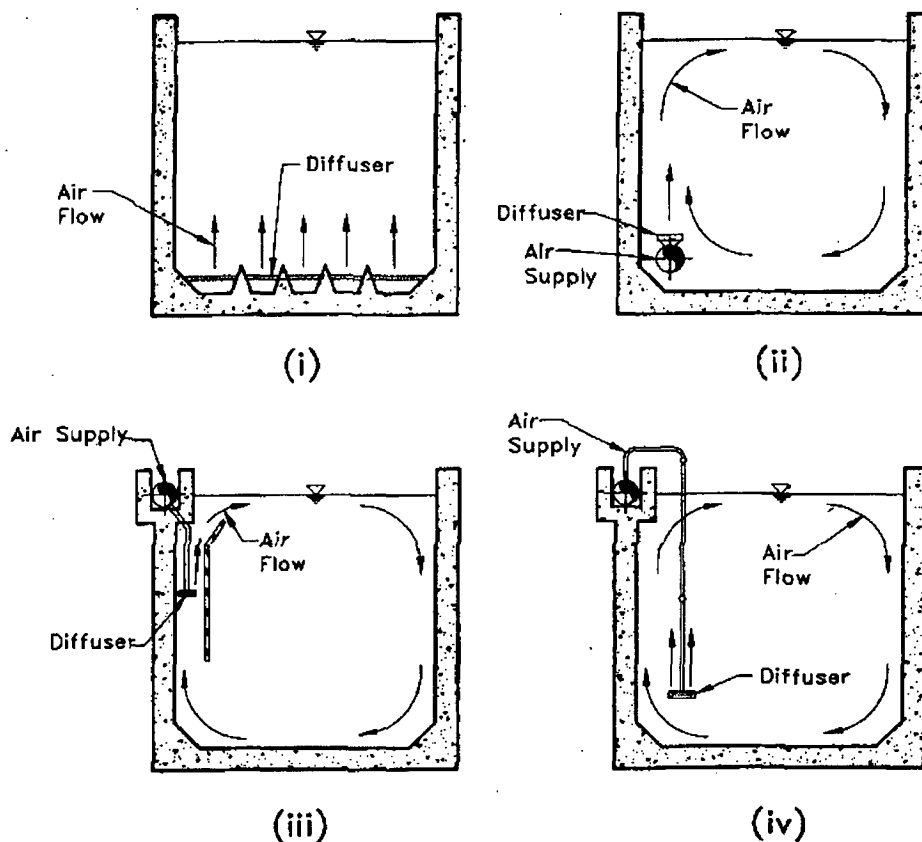 Diffuser
Air
Flow
(i)
Air
Flow
Diffuser
Air
Supply
(ii)
Air Supply
Air
Flow
Diffuser
(iii)
Air
Supply
Air
Flow
Diffuser
(iv)